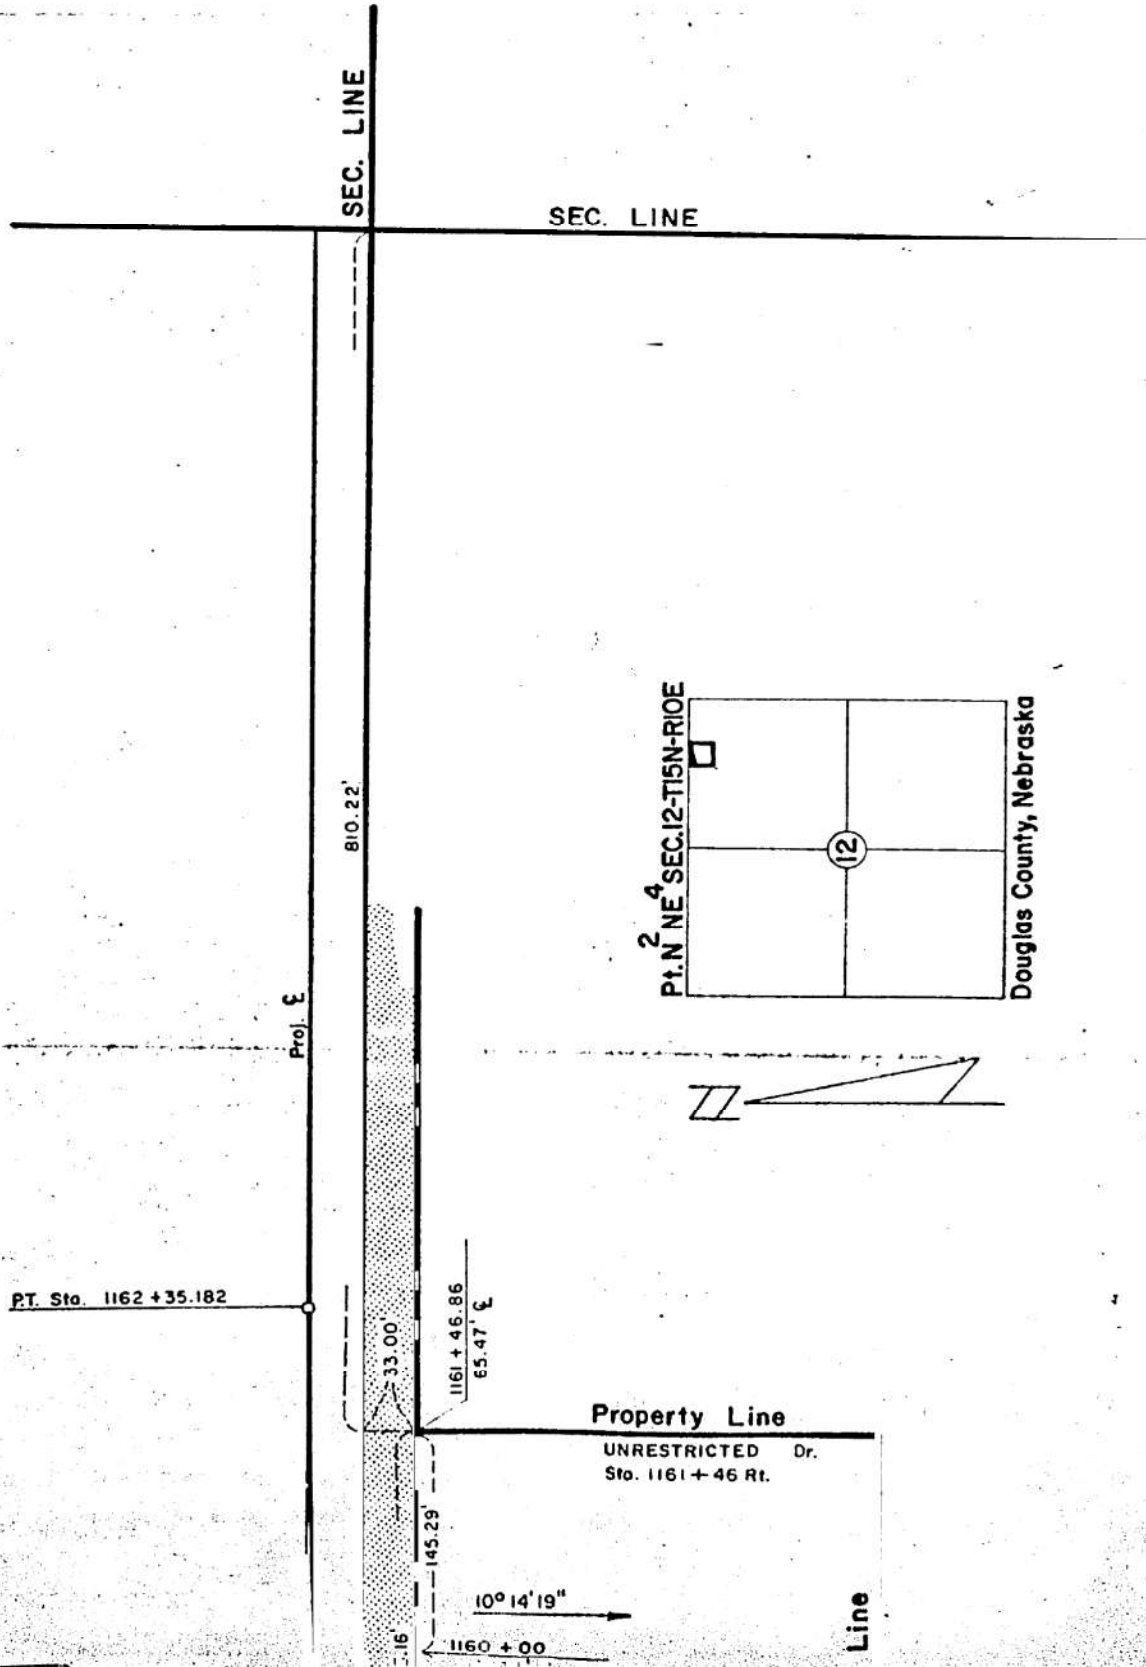 SEC. LINE
SEC. LINE
810.22'
Proj. ℄
2 4
Pt. N NE SEC.12-T15N-R10E
12
Douglas County, Nebraska
P.T. Sta. 1162+35.182
33.00'
1161+46.86
65.47' ℄
Property Line
UNRESTRICTED Dr.
Sta. 1161+46 Rt.
145.29'
10° 14' 19"
.16'
1160+00
Line